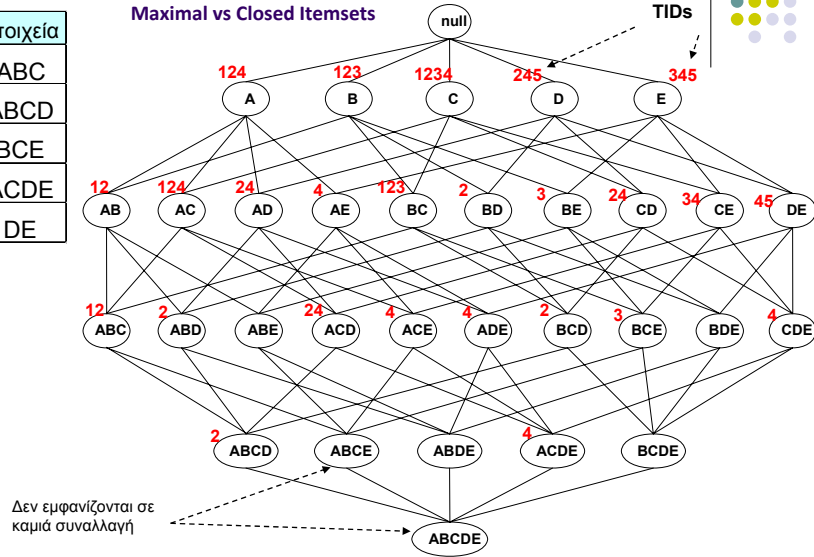 Maximal vs Closed Itemsets
TIDs
τοιχεία
ABC
ABCD
BCE
ACDE
DE
null
124 123 1234 245 345
A B C D E
12 124 24 4 123 2 3 24 34 45
AB AC AD AE BC BD BE CD CE DE
12 2 24 4 4 2 3 4
ABC ABD ABE ACD ACE ADE BCD BCE BDE CDE
2 4
ABCD ABCE ABDE ACDE BCDE
Δεν εμφανίζονται σε
καμιά συναλλαγή
ABCDE